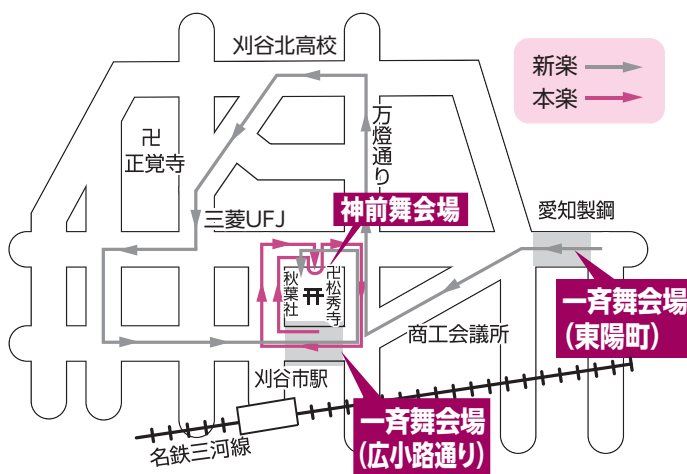 刈谷北高校
新楽
本楽
万燈通り
卍
正覚寺
三菱UFJ
神前舞会場
愛知製鋼
秋葉社
卍松秀寺
一斉舞会場
(東陽町)
商工会議所
刈谷市駅
一斉舞会場
(広小路通り)
名鉄三河線